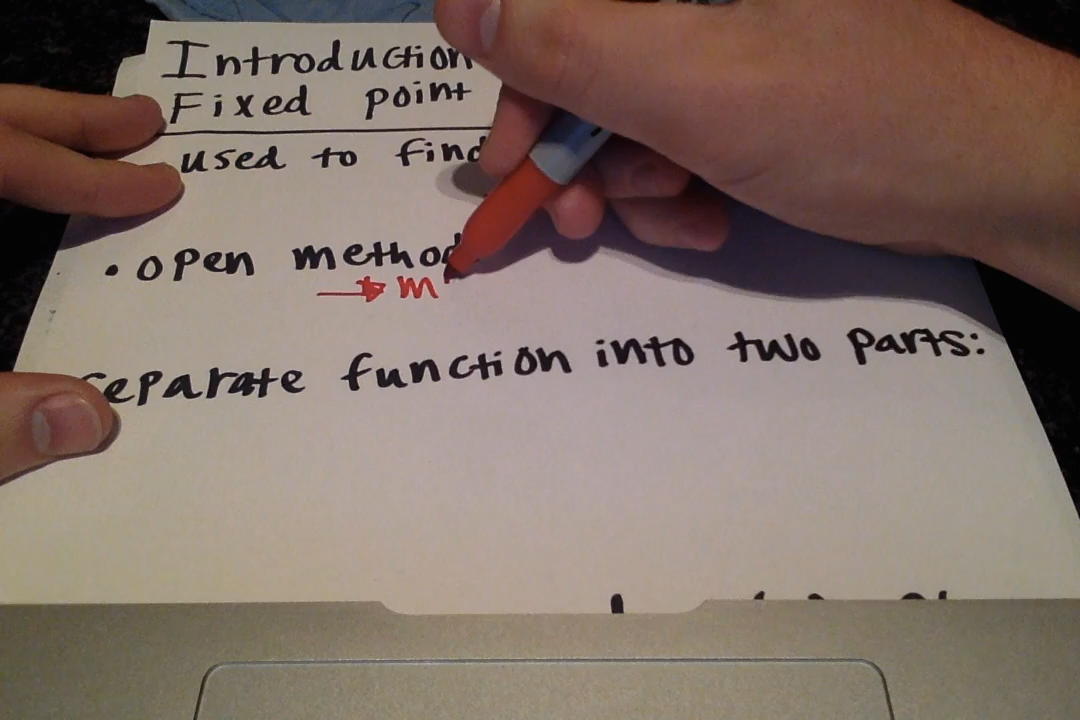 Introduction
Fixed point
used to find
• open method
→ m
separate function into two parts: